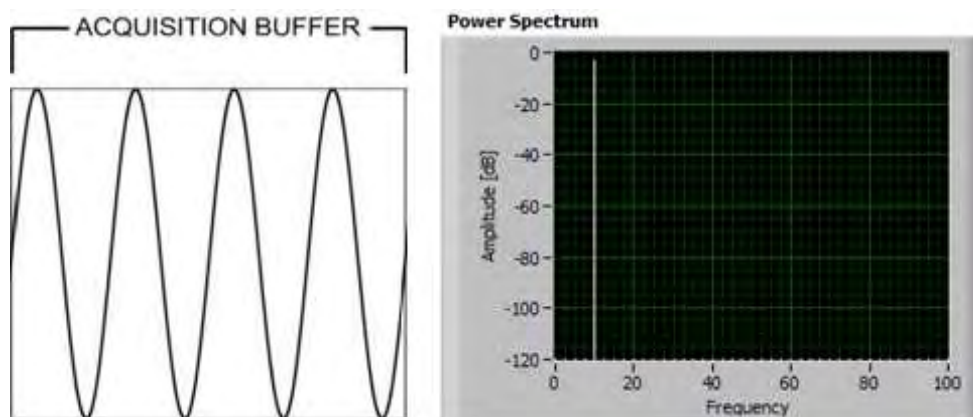 ACQUISITION BUFFER
Power Spectrum
Amplitude [dB]
0
-20
-40
-60
-80
-100
-120
0 20 40 60 80 100
Frequency